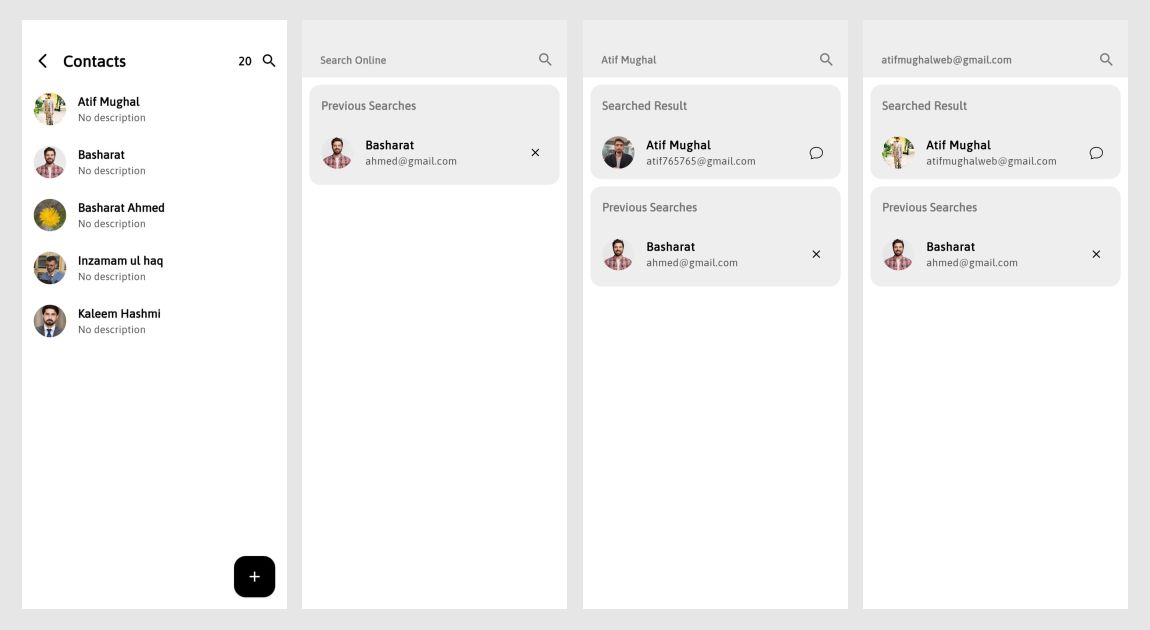 Contacts 20
Atif Mughal
No description
Basharat
No description
Basharat Ahmed
No description
Inzamam ul haq
No description
Kaleem Hashmi
No description
Search Online
Previous Searches
Basharat
ahmed@gmail.com
Atif Mughal
Searched Result
Atif Mughal
atif765765@gmail.com
Previous Searches
Basharat
ahmed@gmail.com
atifmughalweb@gmail.com
Searched Result
Atif Mughal
atifmughalweb@gmail.com
Previous Searches
Basharat
ahmed@gmail.com